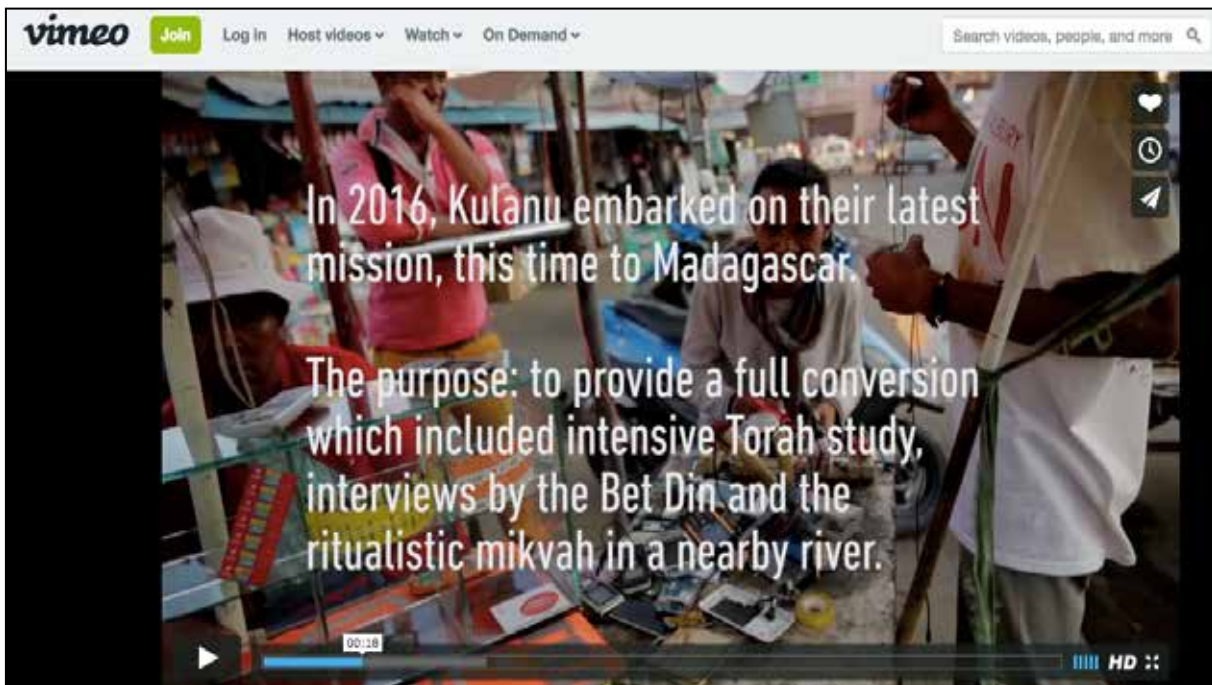 vimeo Join Log in Host videos Watch On Demand Search videos, people, and more
In 2016, Kulanu embarked on their latest
mission, this time to Madagascar.
The purpose: to provide a full conversion
which included intensive Torah study,
interviews by the Bet Din and the
ritualistic mikvah in a nearby river.
00:18
HD